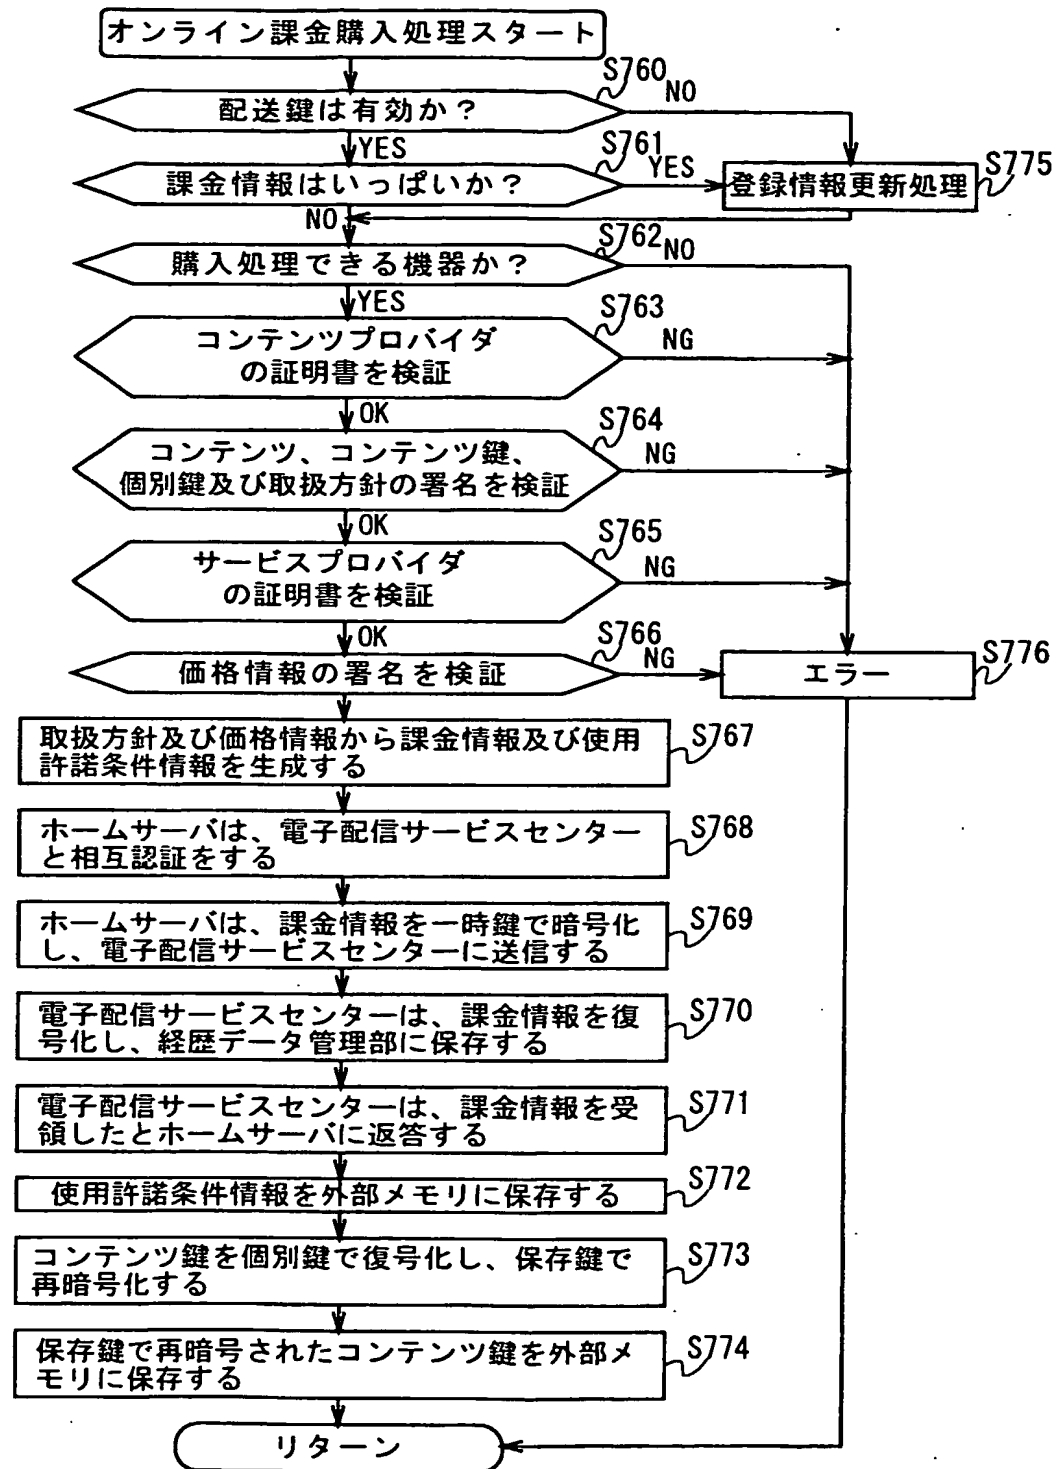 オンライン課金購入処理スタート
S760
配送鍵は有効か？
NO
YES
S761
課金情報はいっぱいか？
YES
S775
登録情報更新処理
NO
S762
購入処理できる機器か？
NO
YES
S763
コンテンツプロバイダ
の証明書を検証
NG
OK
S764
コンテンツ、コンテンツ鍵、
個別鍵及び取扱方針の署名を検証
NG
OK
S765
サービスプロバイダ
の証明書を検証
NG
OK
S766
価格情報の署名を検証
NG
S776
エラー
取扱方針及び価格情報から課金情報及び使用
許諾条件情報を生成する
S767
ホームサーバは、電子配信サービスセンター
と相互認証をする
S768
ホームサーバは、課金情報を一時鍵で暗号化
し、電子配信サービスセンターに送信する
S769
電子配信サービスセンターは、課金情報を復
号化し、経歴データ管理部に保存する
S770
電子配信サービスセンターは、課金情報を受
領したとホームサーバに返答する
S771
使用許諾条件情報を外部メモリに保存する
S772
コンテンツ鍵を個別鍵で復号化し、保存鍵で
再暗号化する
S773
保存鍵で再暗号されたコンテンツ鍵を外部メ
モリに保存する
S774
リターン